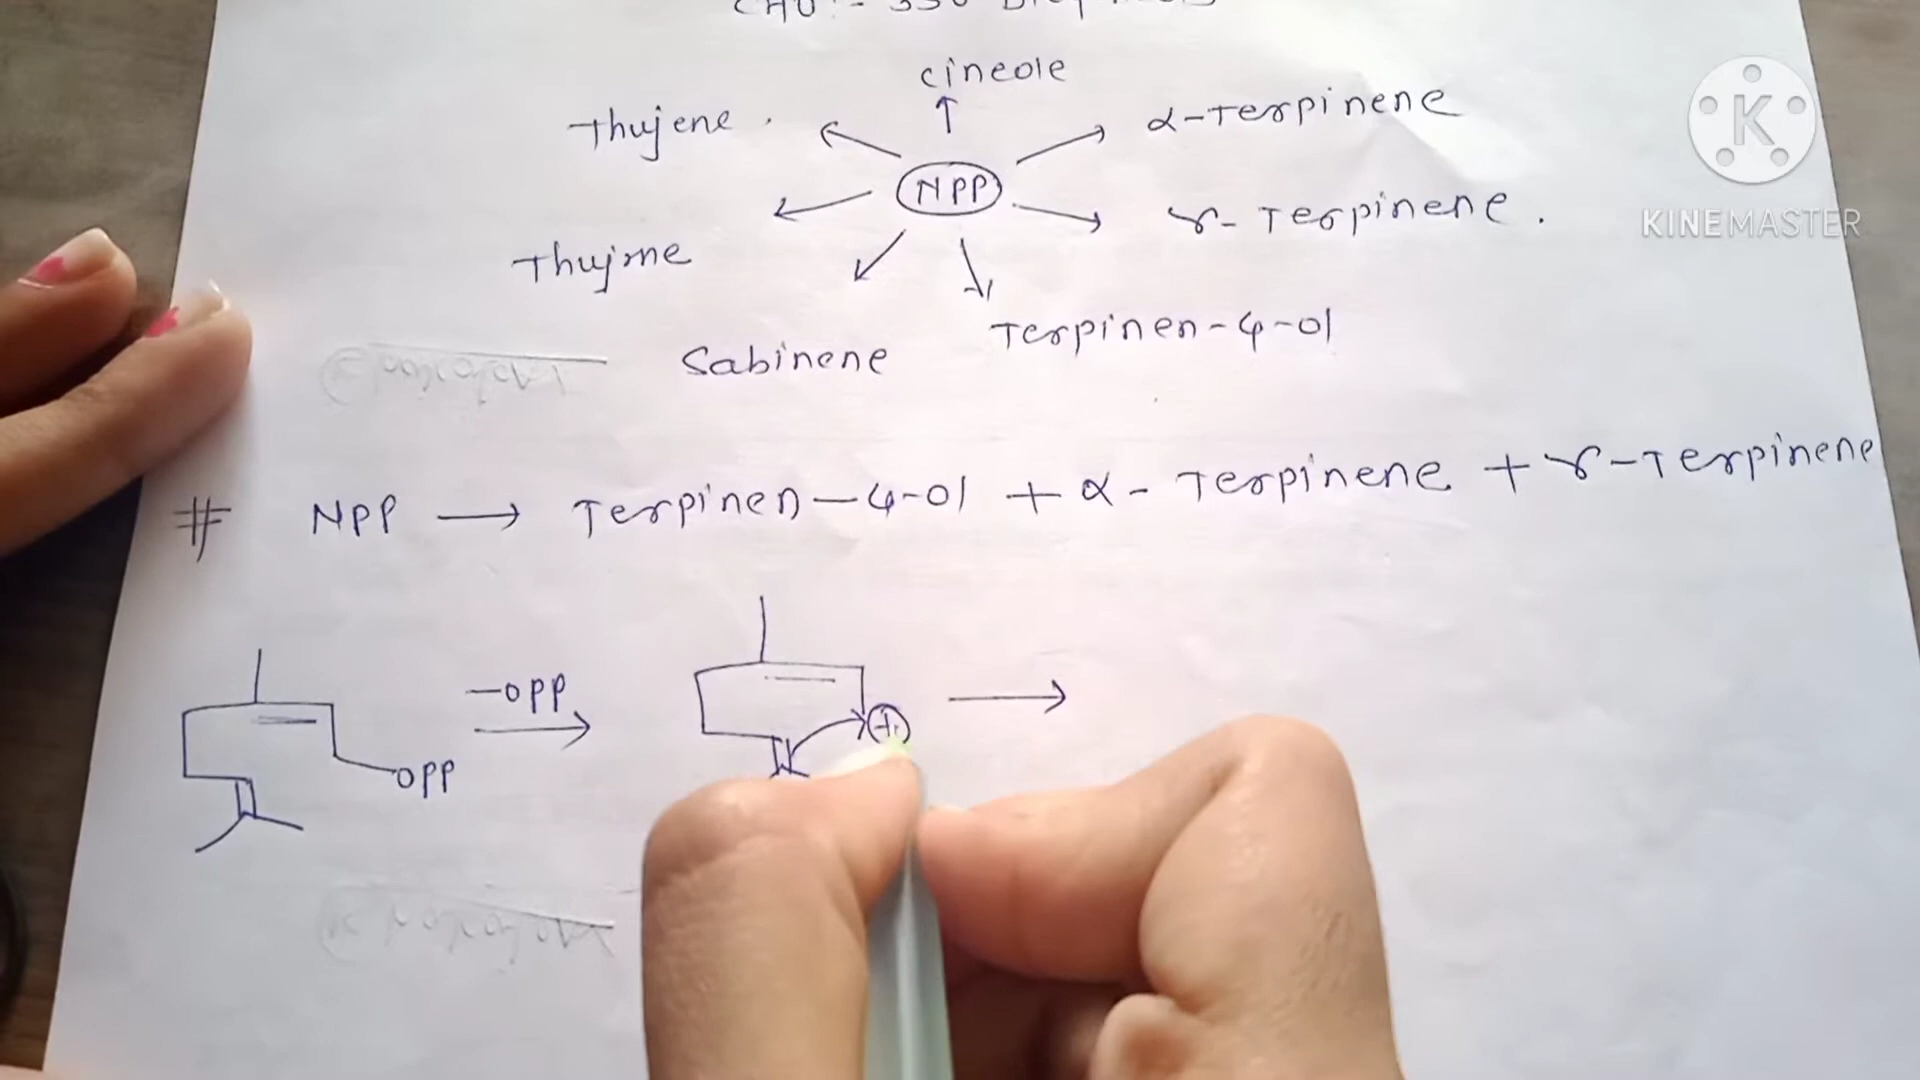 cineole
Thujene .
α-Terpinene
NPP
γ- Terpinene .
Thujone
Terpinen-4-ol
Sabinene
# NPP → Terpinen-4-ol + α- Terpinene + γ-Terpinene
-OPP
OPP
+
K
KINEMASTER